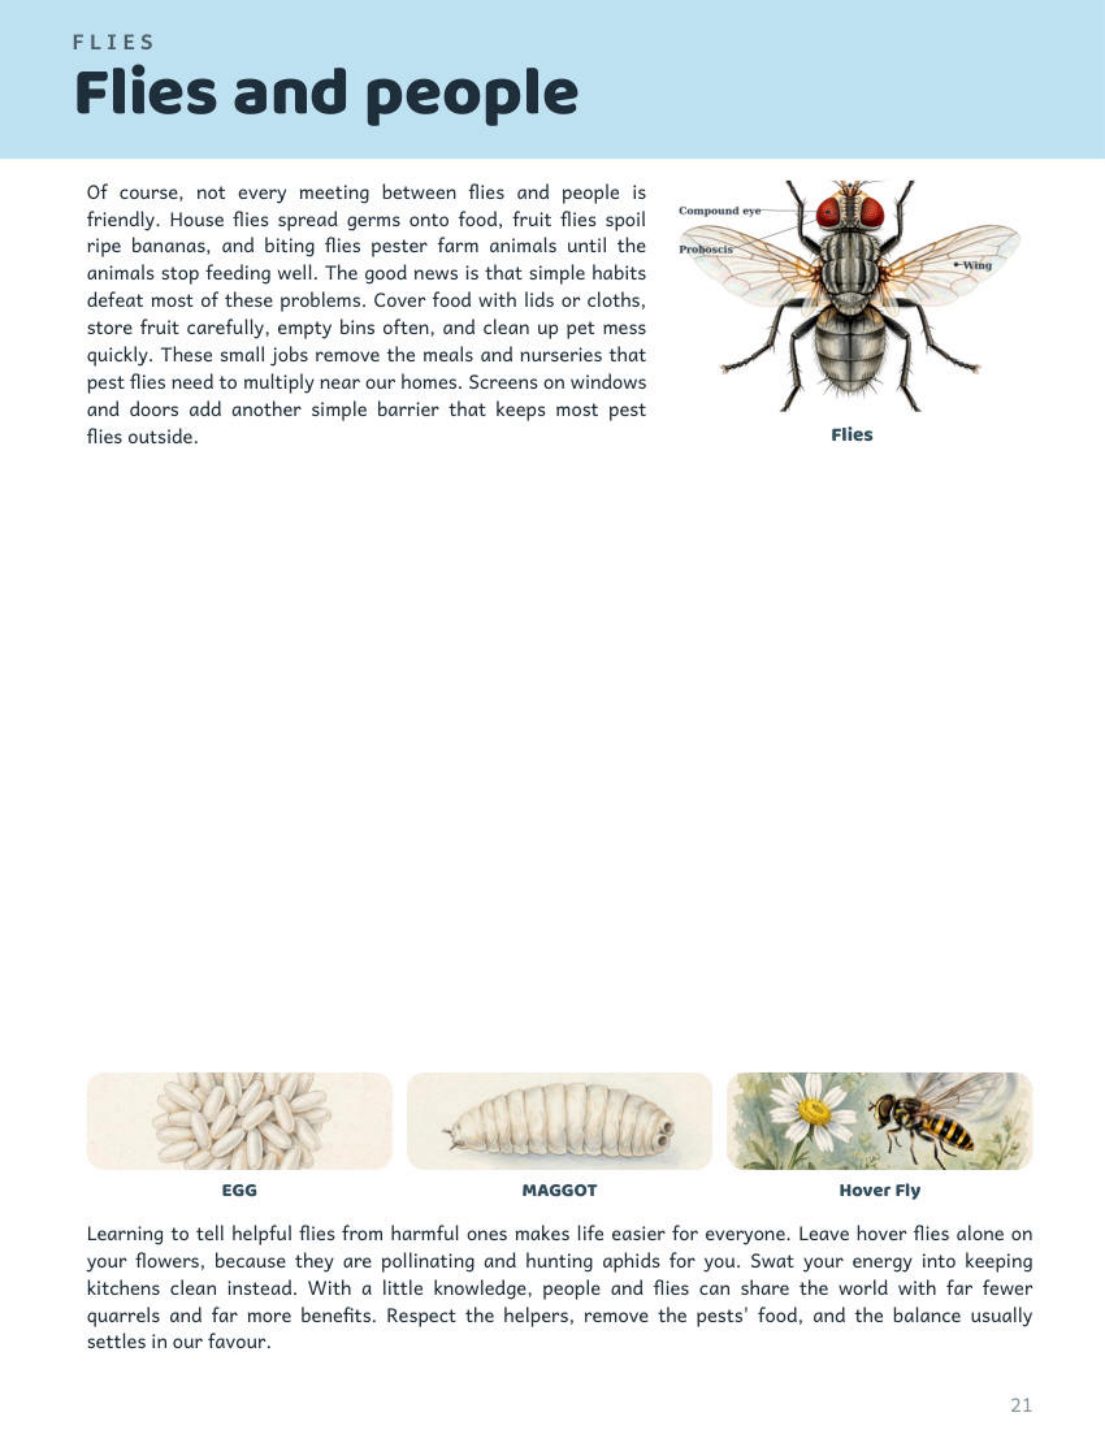 FLIES
Flies and people
Of course, not every meeting between flies and people is
friendly. House flies spread germs onto food, fruit flies spoil
ripe bananas, and biting flies pester farm animals until the
animals stop feeding well. The good news is that simple habits
defeat most of these problems. Cover food with lids or cloths,
store fruit carefully, empty bins often, and clean up pet mess
quickly. These small jobs remove the meals and nurseries that
pest flies need to multiply near our homes. Screens on windows
and doors add another simple barrier that keeps most pest
flies outside.
Compound eye
Proboscis
Wing
Flies
EGG
MAGGOT
Hover Fly
Learning to tell helpful flies from harmful ones makes life easier for everyone. Leave hover flies alone on
your flowers, because they are pollinating and hunting aphids for you. Swat your energy into keeping
kitchens clean instead. With a little knowledge, people and flies can share the world with far fewer
quarrels and far more benefits. Respect the helpers, remove the pests' food, and the balance usually
settles in our favour.
21